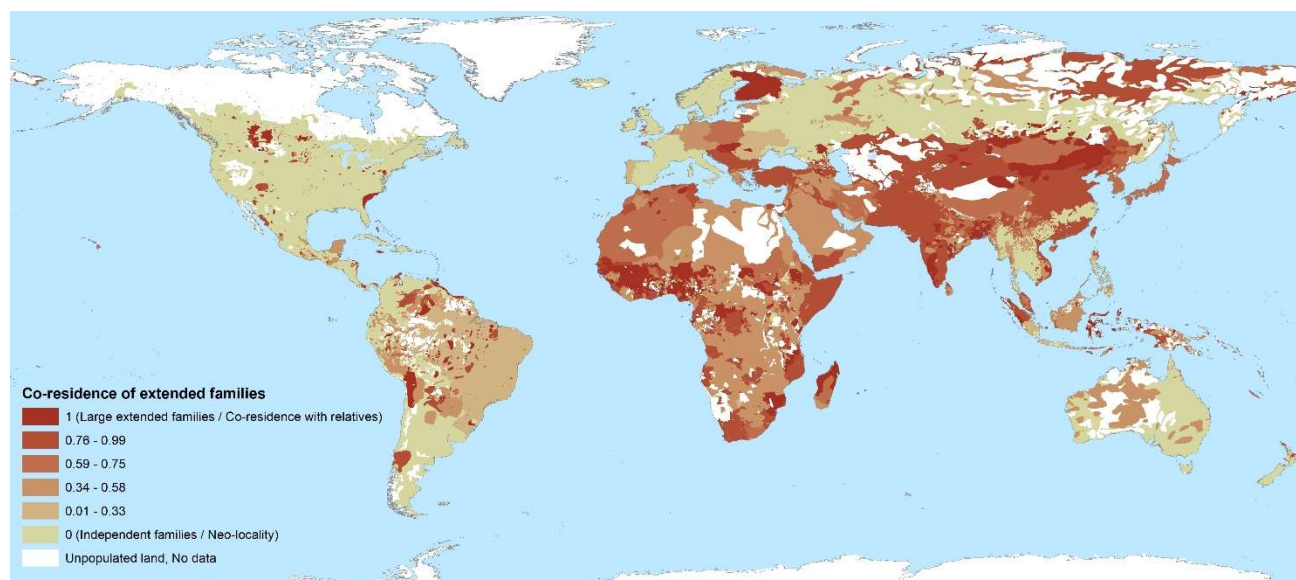 Co-residence of extended families
1 (Large extended families / Co-residence with relatives)
0.76 - 0.99
0.59 - 0.75
0.34 - 0.58
0.01 - 0.33
0 (Independent families / Neo-locality)
Unpopulated land, No data